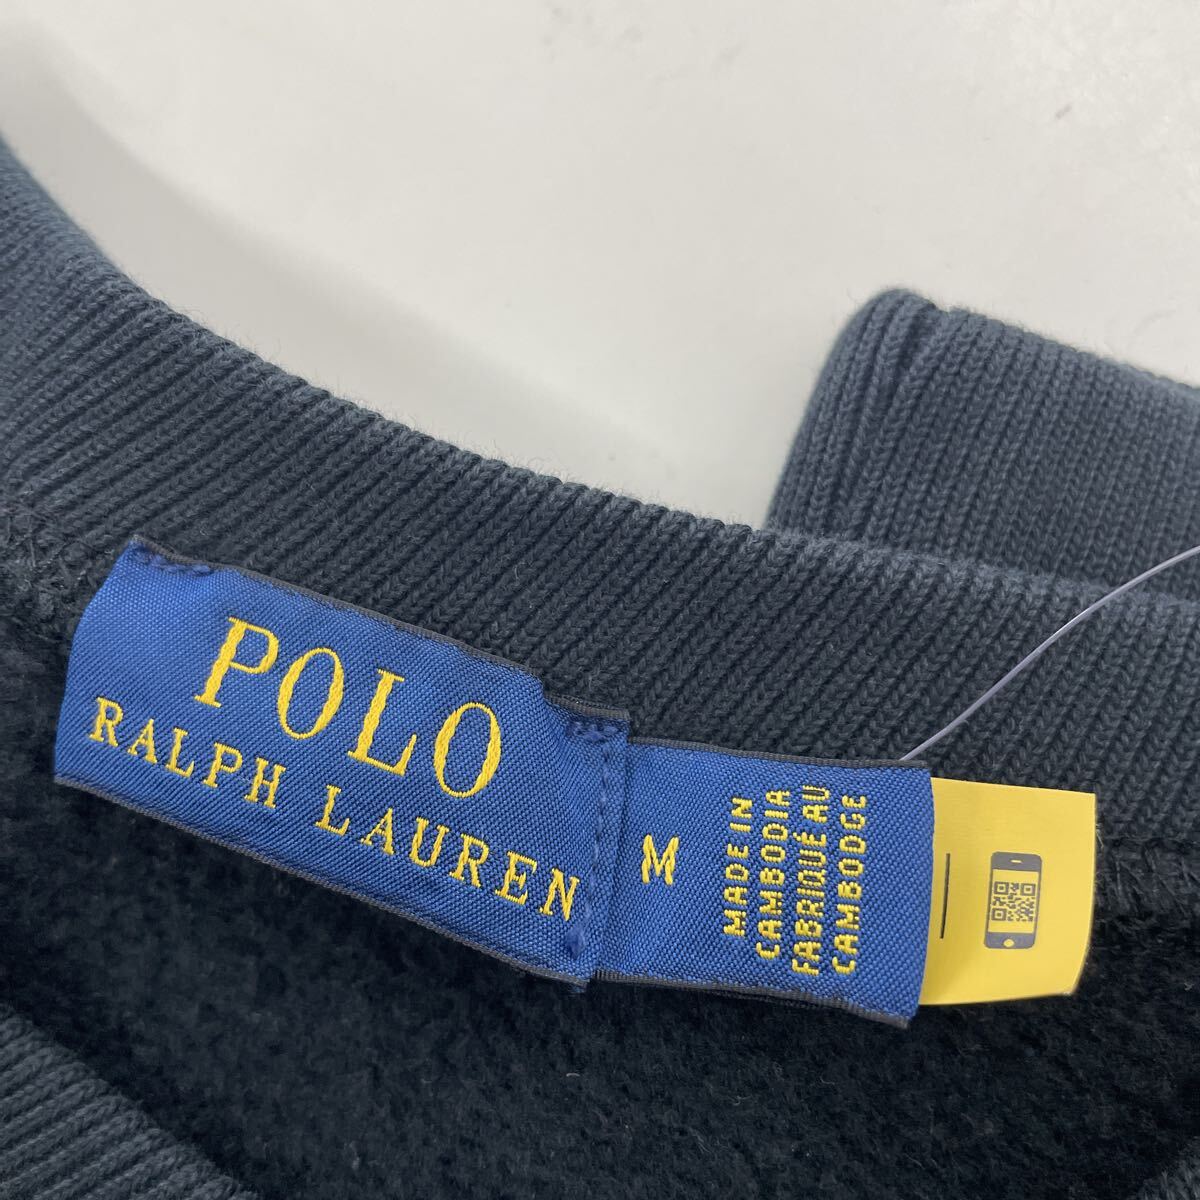 POLO
RALPH LAUREN
M
MADE IN
CAMBODIA
FABRIQUÉ AU
CAMBODGE